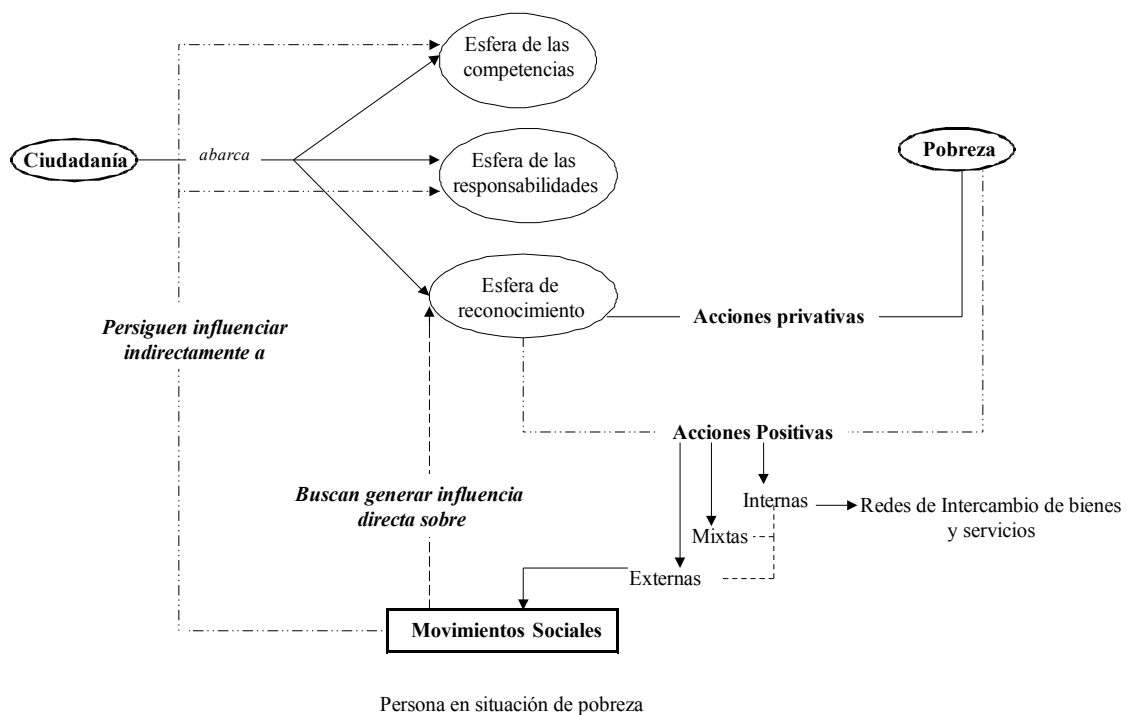 Esfera de las
competencias
Ciudadanía
abarca
Esfera de las
responsabilidades
Pobreza
Esfera de
reconocimiento
Acciones privativas
Persiguen influenciar
indirectamente a
Acciones Positivas
Buscan generar influencia
directa sobre
Internas
Redes de Intercambio de bienes
y servicios
Mixtas
Externas
Movimientos Sociales
Persona en situación de pobreza